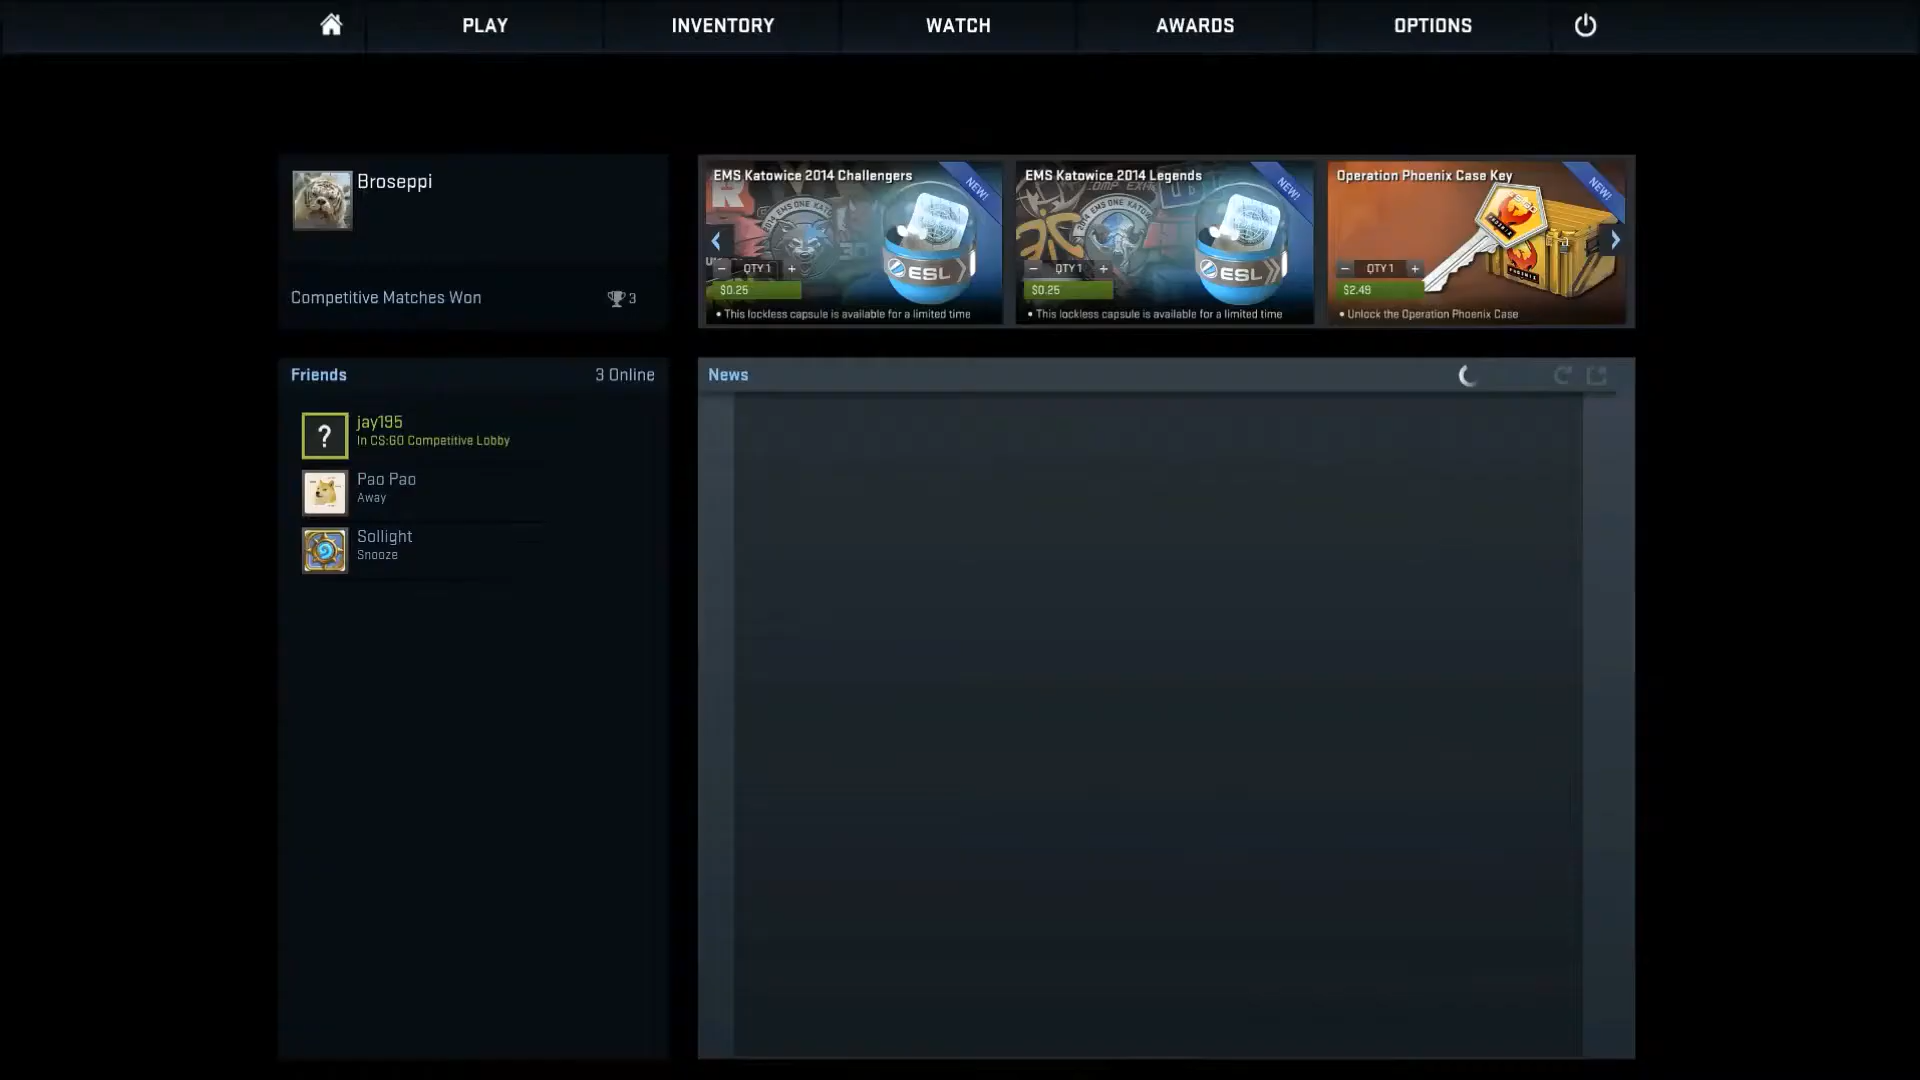 PLAY
INVENTORY
WATCH
AWARDS
OPTIONS
Broseppi
Competitive Matches Won
3
EMS Katowice 2014 Challengers
NEW!
QTY 1
ESL
$0.25
• This lockless capsule is available for a limited time
EMS Katowice 2014 Legends
NEW!
QTY 1
ESL
$0.25
• This lockless capsule is available for a limited time
Operation Phoenix Case Key
NEW!
QTY 1
PHOENIX
$2.49
• Unlock the Operation Phoenix Case
Friends
3 Online
jay195
In CS:GO Competitive Lobby
Pao Pao
Away
Sollight
Snooze
News